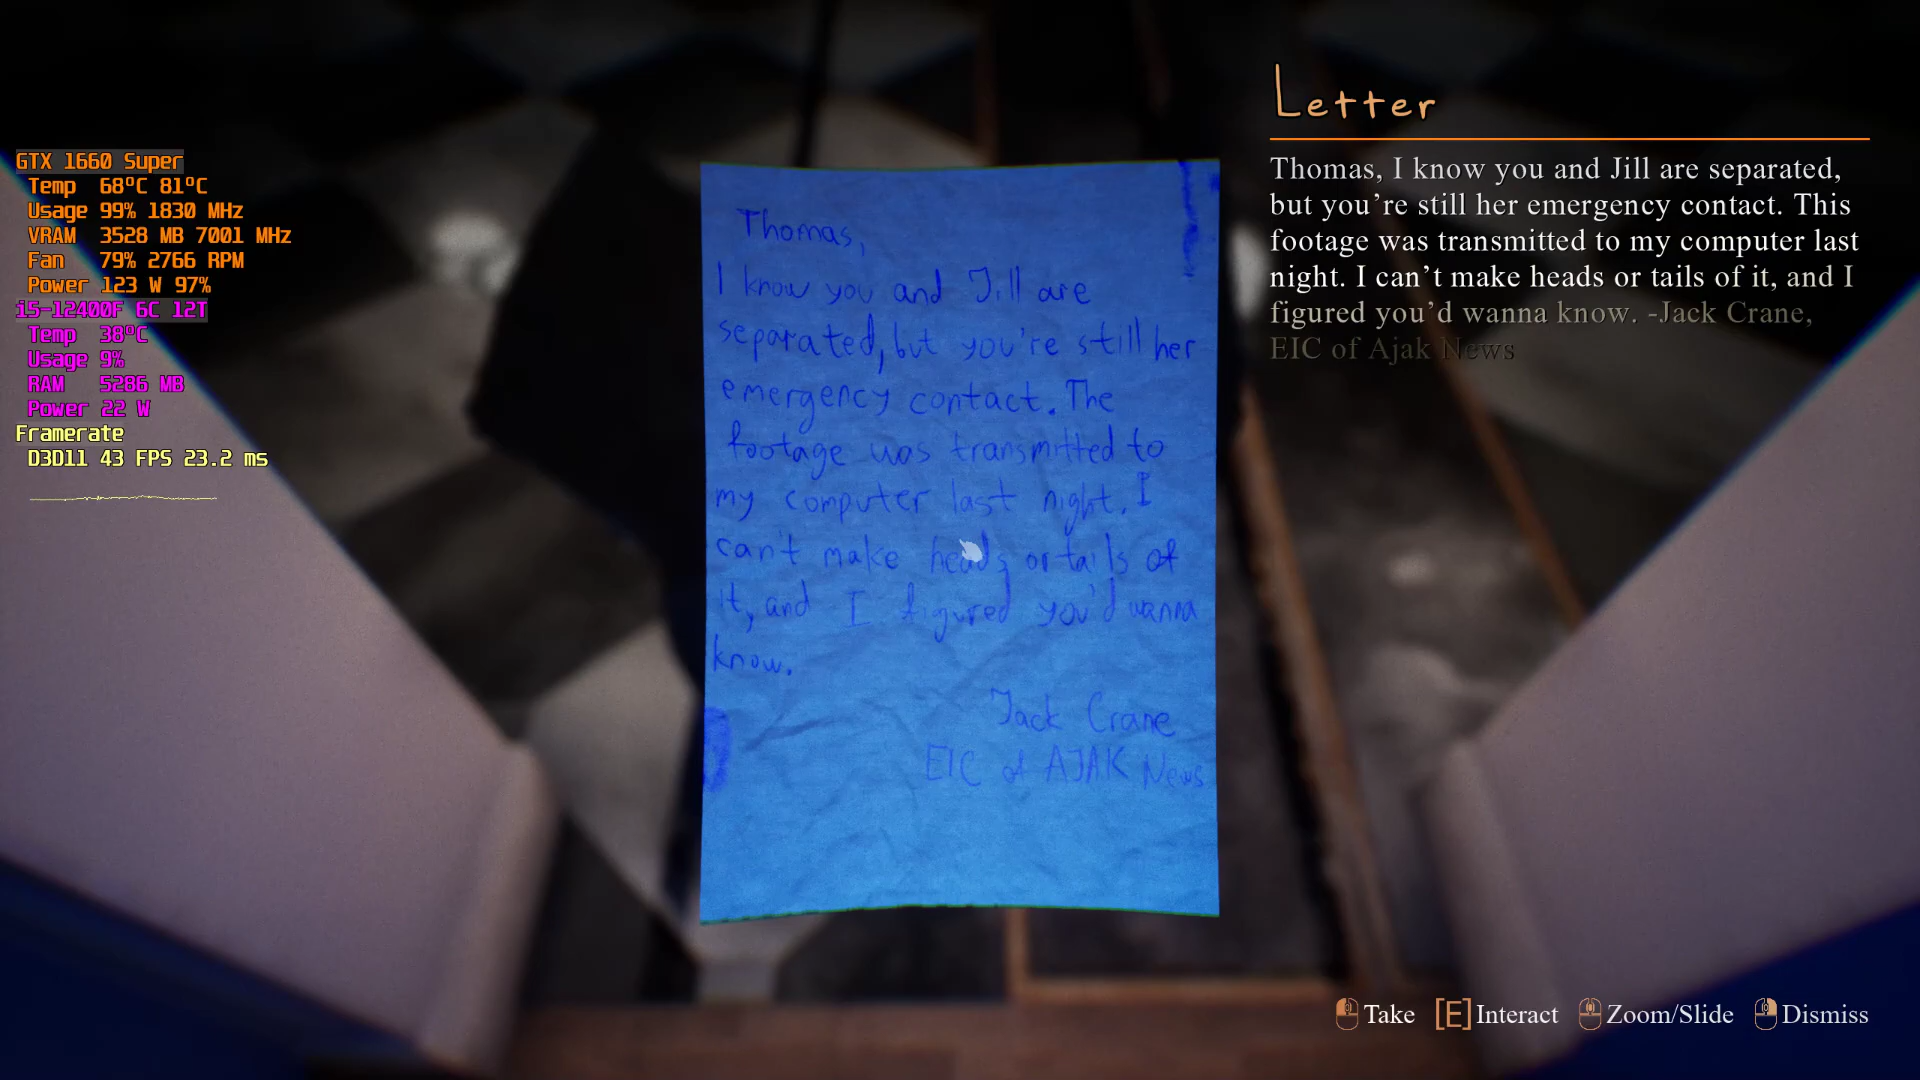 GTX 1660 Super
Temp 68°C 81°C
Usage 99% 1830 MHz
VRAM 3528 MB 7001 MHz
Fan 79% 2766 RPM
Power 123 W 97%
i5-12400F 6C 12T
Temp 38°C
Usage 9%
RAM 5286 MB
Power 22 W
Framerate
D3D11 43 FPS 23.2 ms
Thomas,
I know you and Jill are
separated, but you're still her
emergency contact. The
footage was transmitted to
my computer last night. I
can't make heads or tails of
it, and I figured you'd wanna
know.
Jack Crane
EIC of AJAK News
Letter
Thomas, I know you and Jill are separated,
but you're still her emergency contact. This
footage was transmitted to my computer last
night. I can't make heads or tails of it, and I
figured you'd wanna know. -Jack Crane,
EIC of Ajak News
Take [E] Interact Zoom/Slide Dismiss